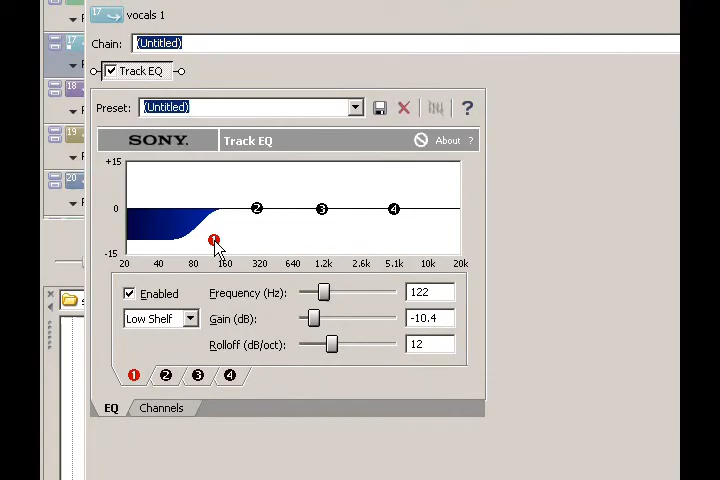 17
vocals 1
Chain: (Untitled)
17
Track EQ
18
Preset: (Untitled)
?
19
SONY.
Track EQ
About ?
20
+15
0
-15
1
2
3
4
20 40 80 160 320 640 1.2k 2.6k 5.1k 10k 20k
Enabled
Frequency (Hz):
122
Low Shelf
Gain (dB):
-10.4
Rolloff (dB/oct):
12
1 2 3 4
EQ
Channels